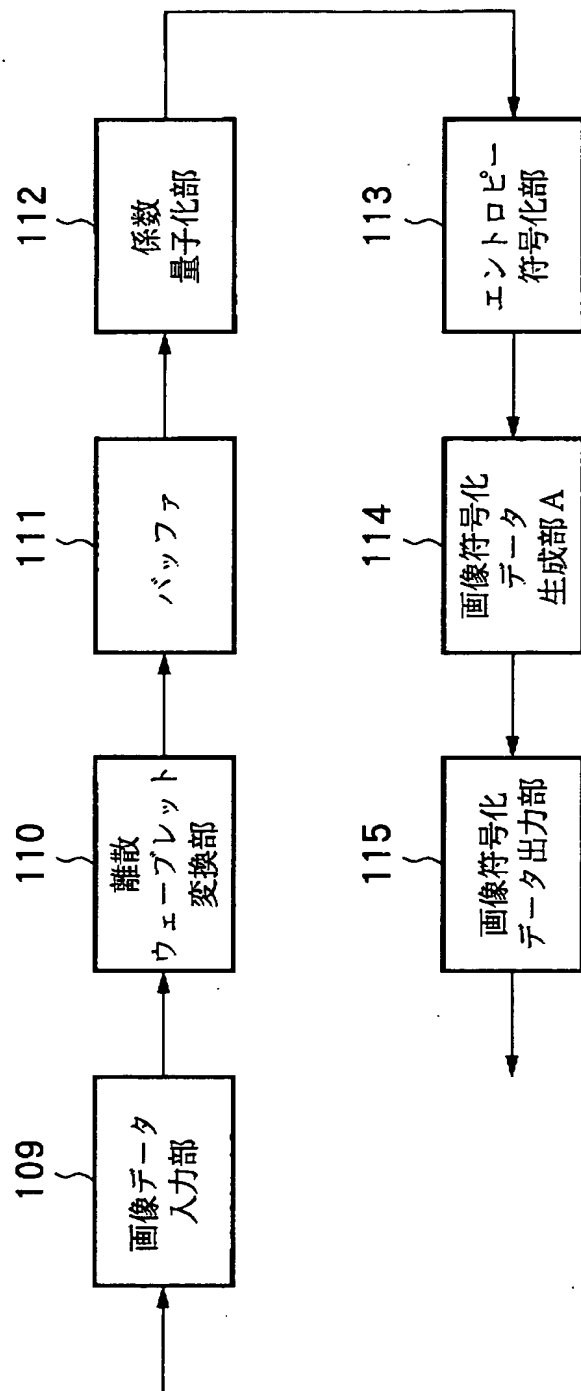 109
画像データ
入力部
110
離散
ウェーブレット
変換部
111
バッファ
112
係数
量子化部
113
エントロピー
符号化部
114
画像符号化
データ
生成部A
115
画像符号化
データ出力部